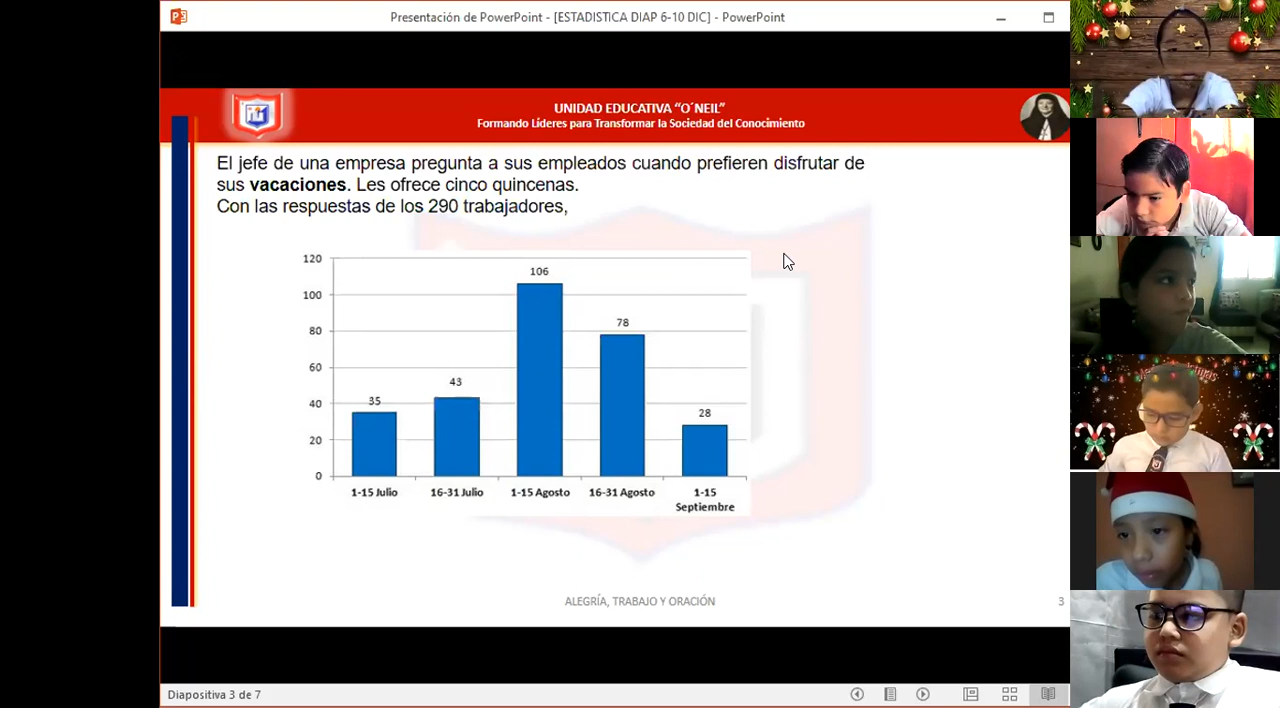 Presentación de PowerPoint - [ESTADISTICA DIAP 6-10 DIC] - PowerPoint
UNIDAD EDUCATIVA “O´NEIL”
Formando Líderes para Transformar la Sociedad del Conocimiento
El jefe de una empresa pregunta a sus empleados cuando prefieren disfrutar de
sus vacaciones. Les ofrece cinco quincenas.
Con las respuestas de los 290 trabajadores,
120
100
80
60
40
20
0
35
43
106
78
28
1-15 Julio
16-31 Julio
1-15 Agosto
16-31 Agosto
1-15
Septiembre
ALEGRÍA, TRABAJO Y ORACIÓN
3
Diapositiva 3 de 7